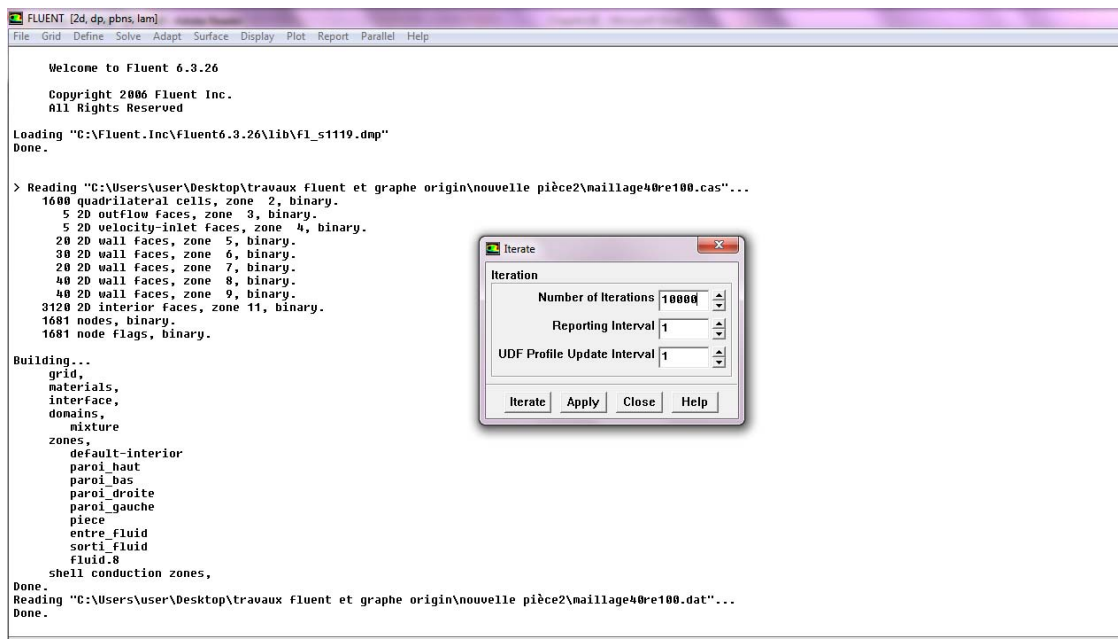 FLUENT [2d, dp, pbns, lam]
File Grid Define Solve Adapt Surface Display Plot Report Parallel Help
Welcome to Fluent 6.3.26
Copyright 2006 Fluent Inc.
All Rights Reserved
Loading "C:\Fluent.Inc\fluent6.3.26\lib\fl_s1119.dmp"
Done.
> Reading "C:\Users\user\Desktop\travaux fluent et graphe origin\nouvelle pièce2\maillage40re100.cas"...
1600 quadrilateral cells, zone 2, binary.
5 2D outflow faces, zone 3, binary.
5 2D velocity-inlet faces, zone 4, binary.
20 2D wall faces, zone 5, binary.
30 2D wall faces, zone 6, binary.
20 2D wall faces, zone 7, binary.
40 2D wall faces, zone 8, binary.
40 2D wall faces, zone 9, binary.
3120 2D interior faces, zone 11, binary.
1681 nodes, binary.
1681 node flags, binary.
Building...
grid,
materials,
interface,
domains,
mixture
zones,
default-interior
paroi_haut
paroi_bas
paroi_droite
paroi_gauche
piece
entre_fluid
sorti_fluid
fluid.8
shell conduction zones,
Done.
Reading "C:\Users\user\Desktop\travaux fluent et graphe origin\nouvelle pièce2\maillage40re100.dat"...
Done.
Iterate
Iteration
Number of Iterations 10000
Reporting Interval 1
UDF Profile Update Interval 1
Iterate Apply Close Help